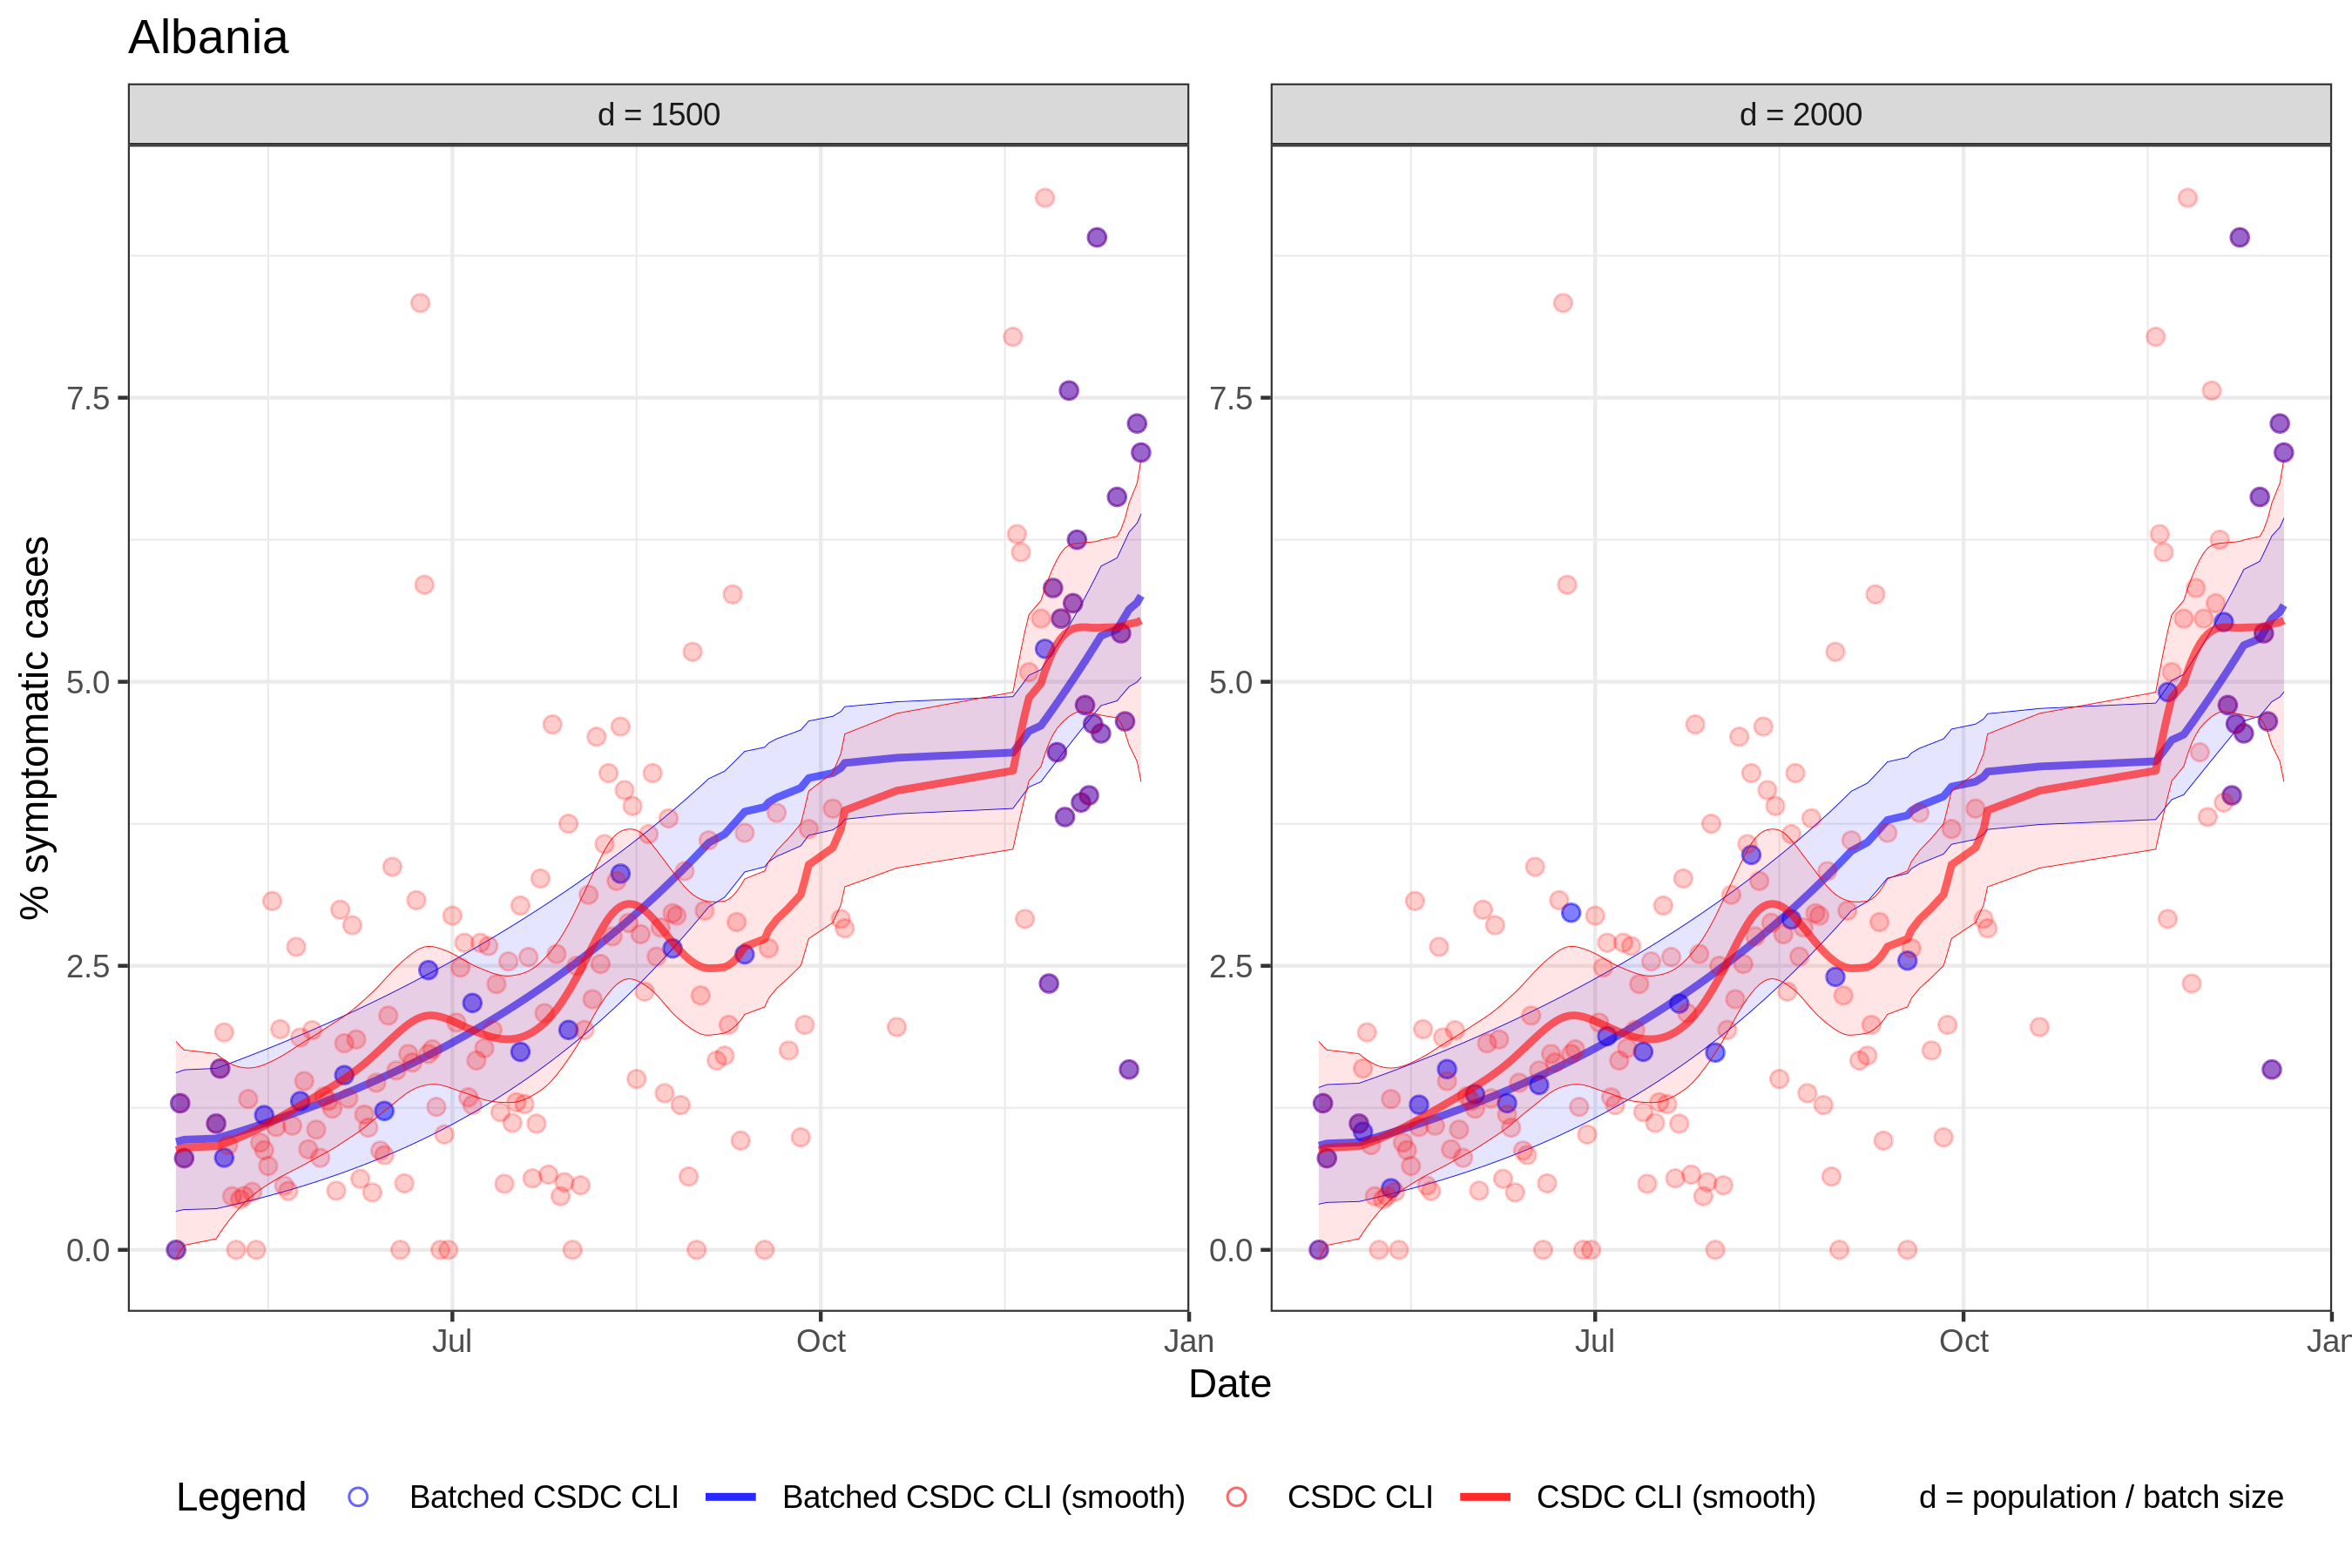 Albania
d = 1500
d = 2000
% symptomatic cases
7.5
5.0
2.5
0.0
7.5
5.0
2.5
0.0
Jul
Oct
Jan
Jul
Oct
Jan
Date
Legend
Batched CSDC CLI
Batched CSDC CLI (smooth)
CSDC CLI
CSDC CLI (smooth)
d = population / batch size